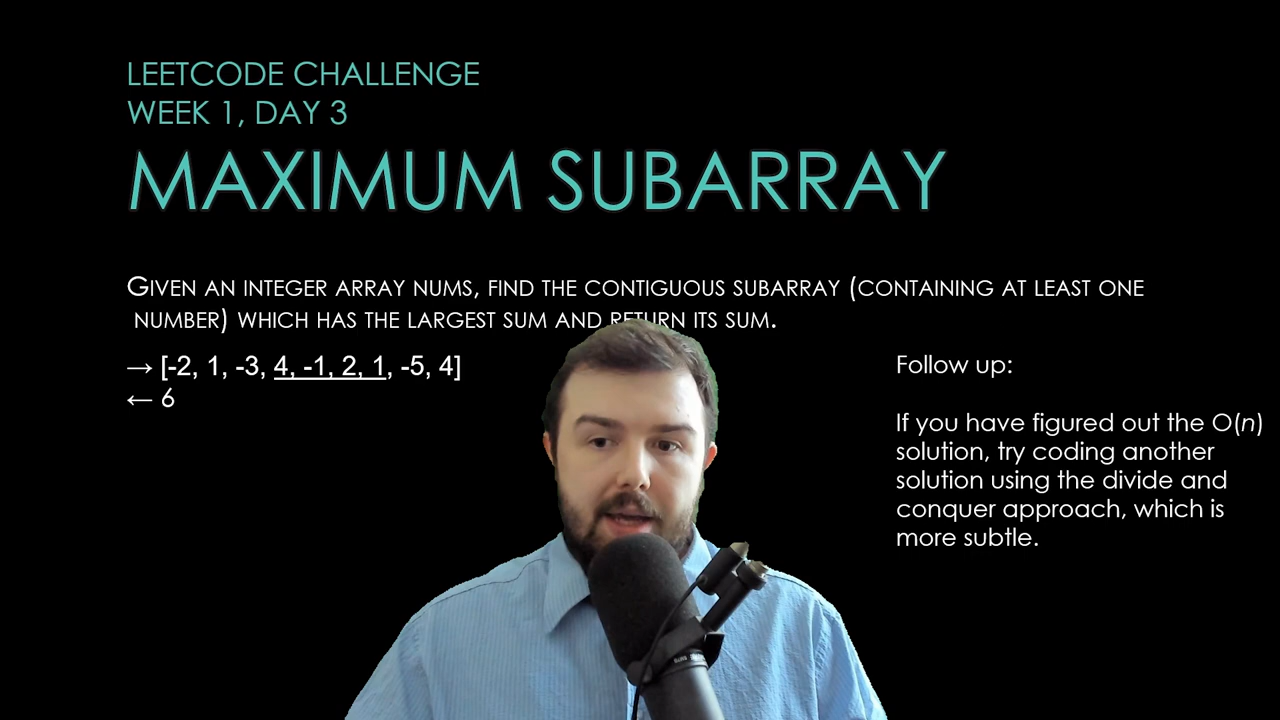 LEETCODE CHALLENGE
WEEK 1, DAY 3
MAXIMUM SUBARRAY
GIVEN AN INTEGER ARRAY NUMS, FIND THE CONTIGUOUS SUBARRAY (CONTAINING AT LEAST ONE
NUMBER) WHICH HAS THE LARGEST SUM AND RETURN ITS SUM.
→ [-2, 1, -3, 4, -1, 2, 1, -5, 4]
← 6
Follow up:
If you have figured out the O(n)
solution, try coding another
solution using the divide and
conquer approach, which is
more subtle.